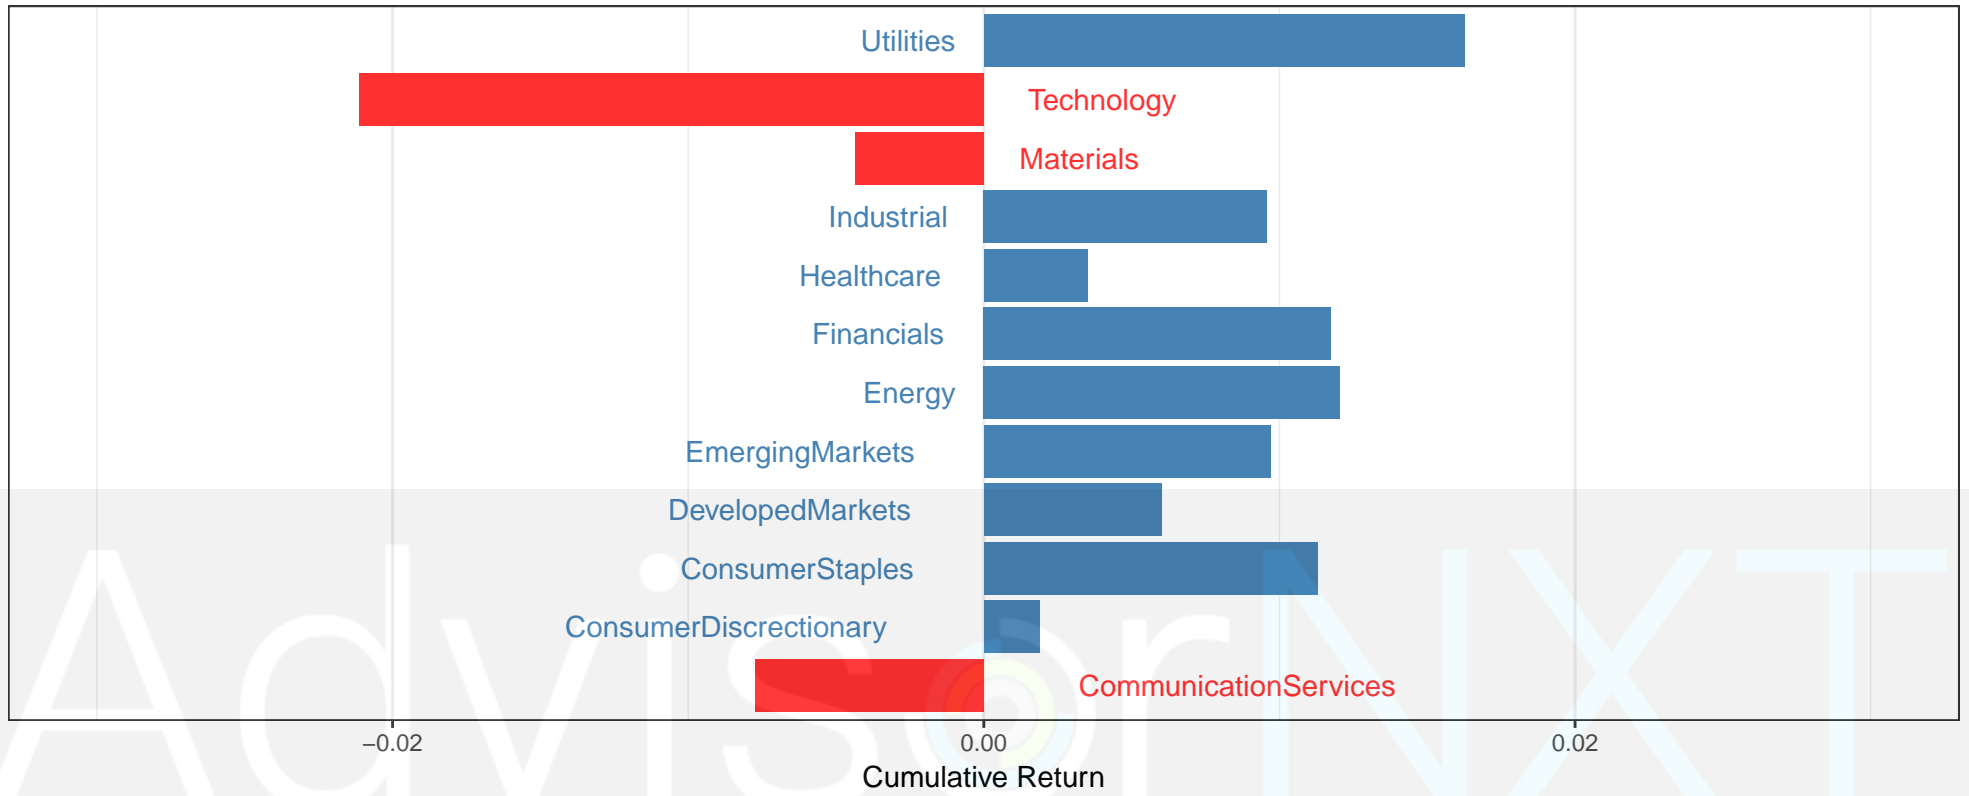 Utilities
Technology
Materials
Industrial
Healthcare
Financials
Energy
EmergingMarkets
DevelopedMarkets
ConsumerStaples
ConsumerDiscrectionary
CommunicationServices
−0.02 0.00 0.02
Cumulative Return
AdvisorNXT